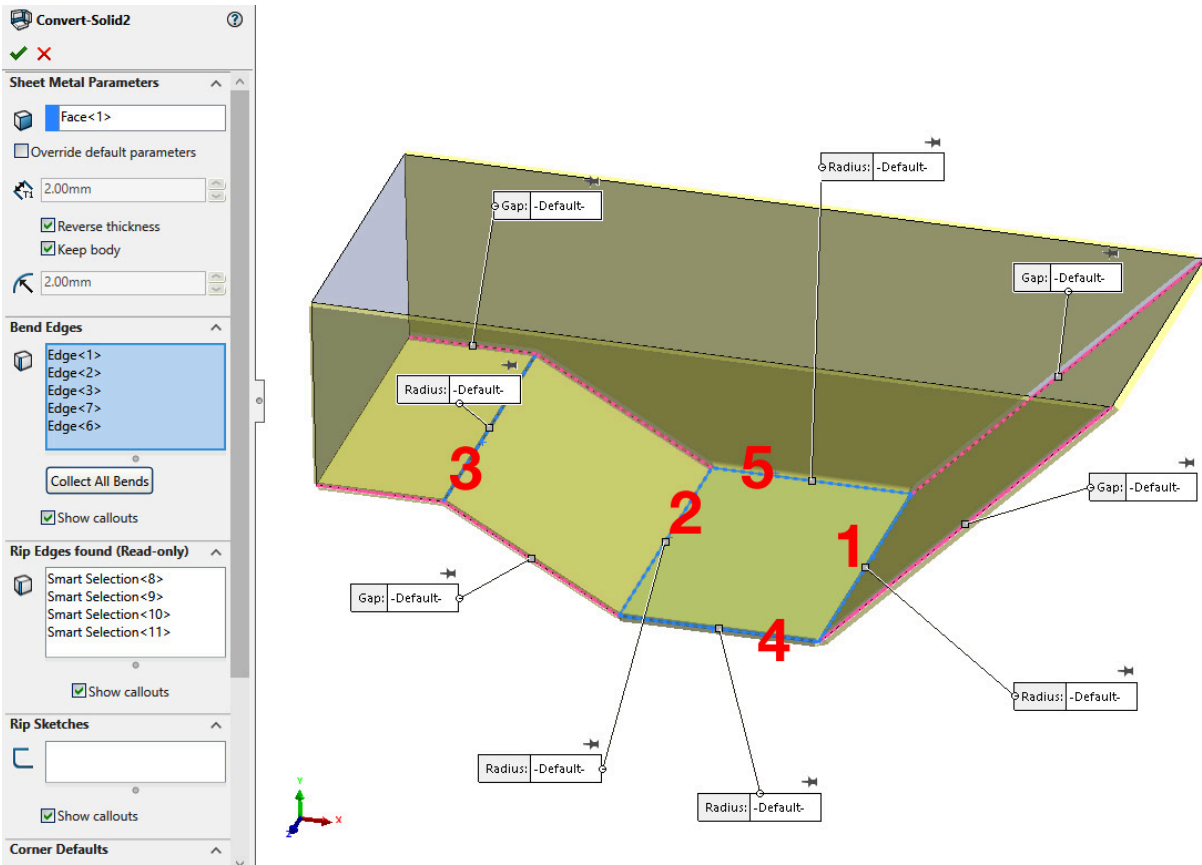 Convert-Solid2
Sheet Metal Parameters
Face<1>
Override default parameters
T1
2.00mm
Reverse thickness
Keep body
2.00mm
Bend Edges
Edge<1>
Edge<2>
Edge<3>
Edge<7>
Edge<6>
Collect All Bends
Show callouts
Rip Edges found (Read-only)
Smart Selection<8>
Smart Selection<9>
Smart Selection<10>
Smart Selection<11>
Show callouts
Rip Sketches
Show callouts
Corner Defaults
Radius: -Default-
Gap: -Default-
Gap: -Default-
Radius: -Default-
3
5
2
1
Gap: -Default-
Gap: -Default-
4
Radius: -Default-
Radius: -Default-
Radius: -Default-
Y
X
Z